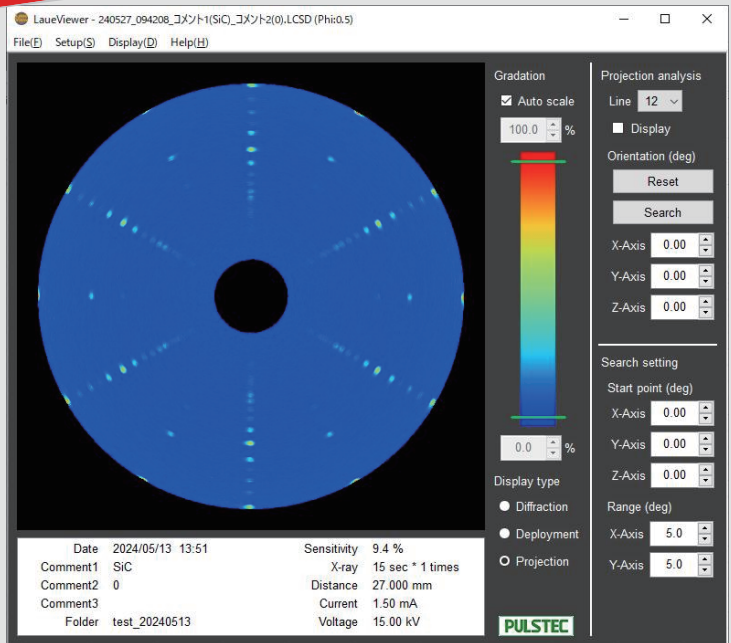 LaueViewer - 240527_094208_コメント1(SiC)_コメント2(0).LCSD (Phi:0.5)
File(F) Setup(S) Display(D) Help(H)
Gradation
Auto scale
100.0 %
0.0 %
Display type
Diffraction
Deployment
Projection
PULSTEC
Projection analysis
Line 12
Display
Orientation (deg)
Reset
Search
X-Axis 0.00
Y-Axis 0.00
Z-Axis 0.00
Search setting
Start point (deg)
X-Axis 0.00
Y-Axis 0.00
Z-Axis 0.00
Range (deg)
X-Axis 5.0
Y-Axis 5.0
Date 2024/05/13 13:51 Sensitivity 9.4 %
Comment1 SiC X-ray 15 sec * 1 times
Comment2 0 Distance 27.000 mm
Comment3 Current 1.50 mA
Folder test_20240513 Voltage 15.00 kV